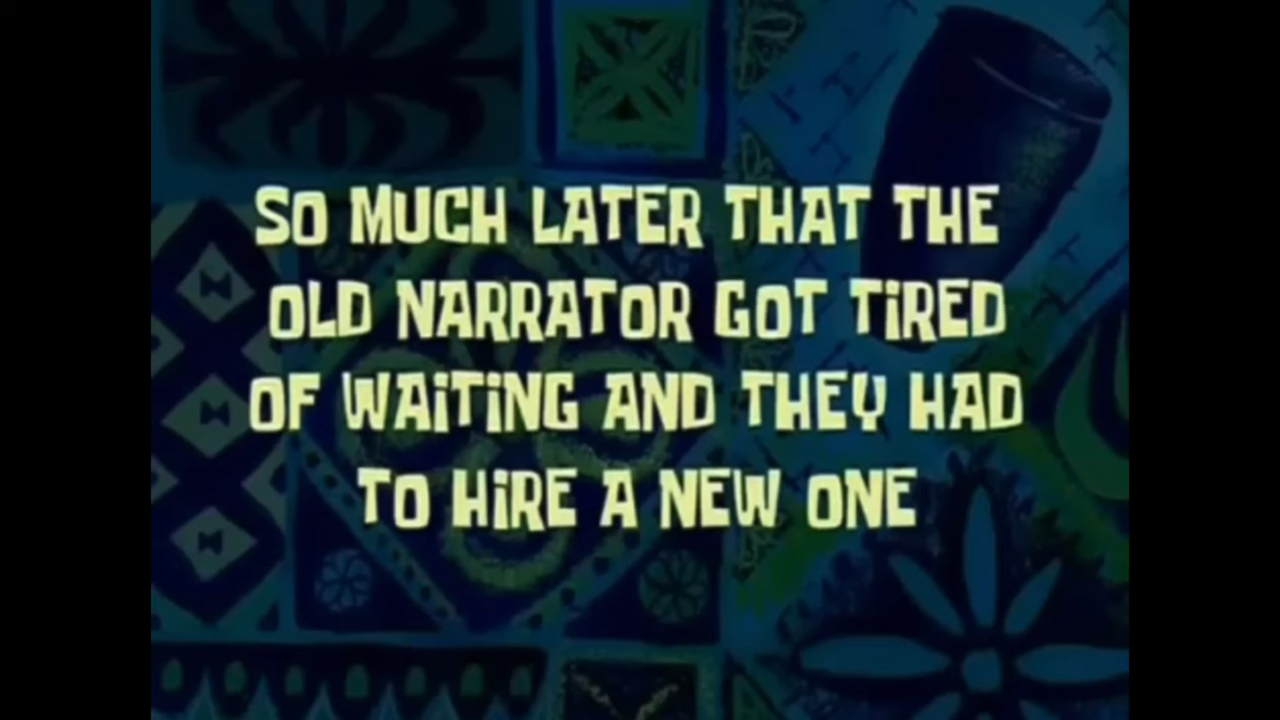 SO MUCH LATER THAT THE
OLD NARRATOR GOT TiRED
OF WAiTiNG AND THEY HAD
TO HiRE A NEW ONE